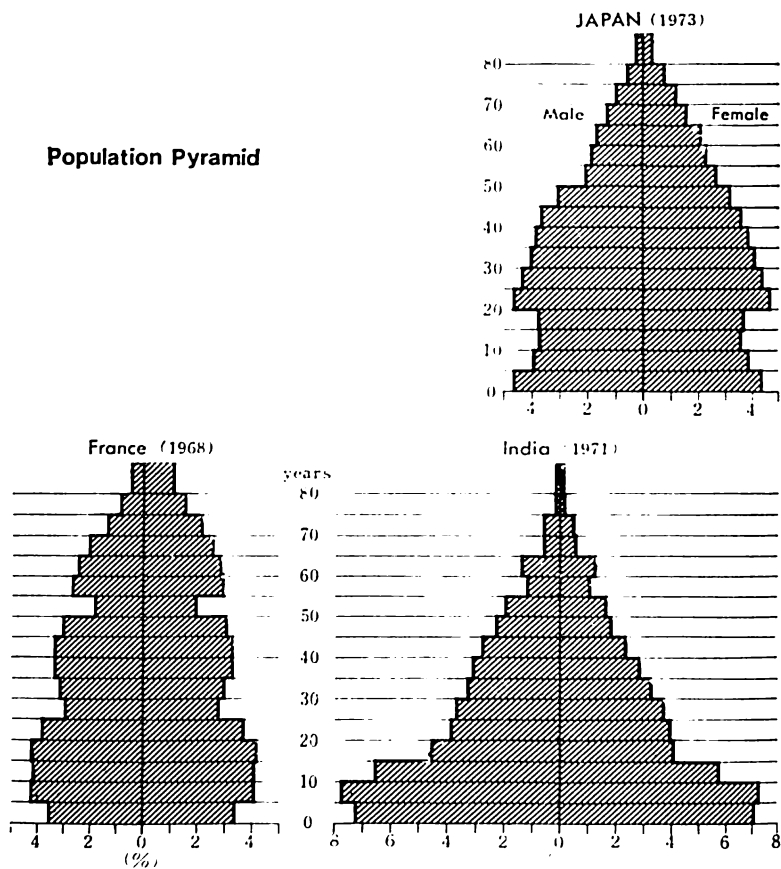 JAPAN (1973)
80
70
Male Female
60
Population Pyramid
50
40
30
20
10
0
4 2 0 2 4
France (1968)
India 1971)
years
80
70
60
50
40
30
20
10
0
4 2 0 2 4
(%)
8 6 4 2 0 2 4 6 8